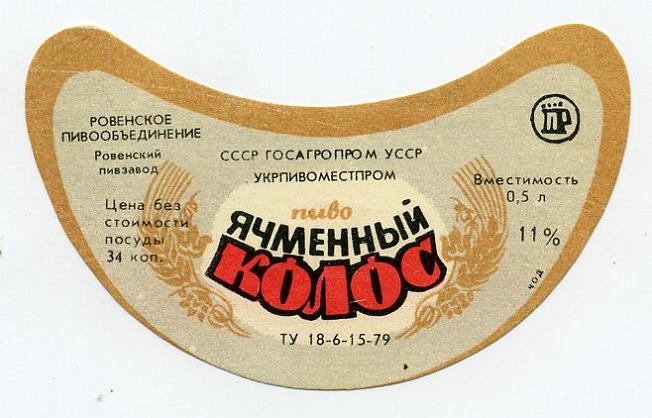 РОВЕНСКОЕ
ПИВООБЪЕДИНЕНИЕ
Ровенский
пивзавод
Цена без
стоимости
посуды
34 коп.
СССР ГОСАГРОПРОМ УССР
УКРПИВОМЕСТПРОМ
пиво
ЯЧМЕННЫЙ
КОЛОС
ТУ 18-6-15-79
ПР
Вместимость
0,5 л
11%
ЧОД